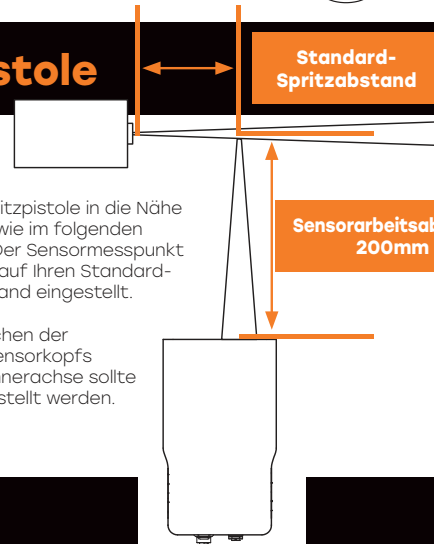 stole
Standard-
Spritzabstand
itzpistole in die Nähe
wie im folgenden
Der Sensormesspunkt
auf Ihren Standard-
and eingestellt.
Sensorarbeitsab
200mm
chen der
ensorkopfs
nnerachse sollte
stellt werden.